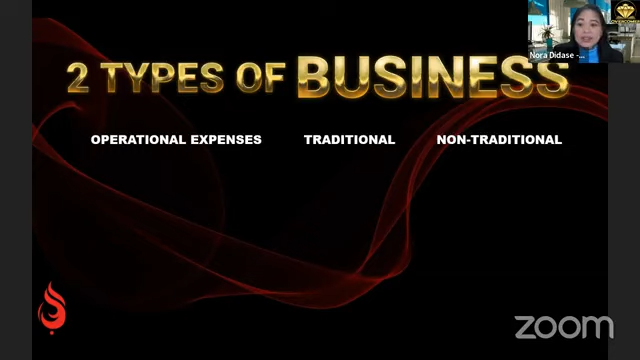 Nora Didase -...
2 TYPES OF BUSINESS
OPERATIONAL EXPENSES TRADITIONAL NON-TRADITIONAL
zoom